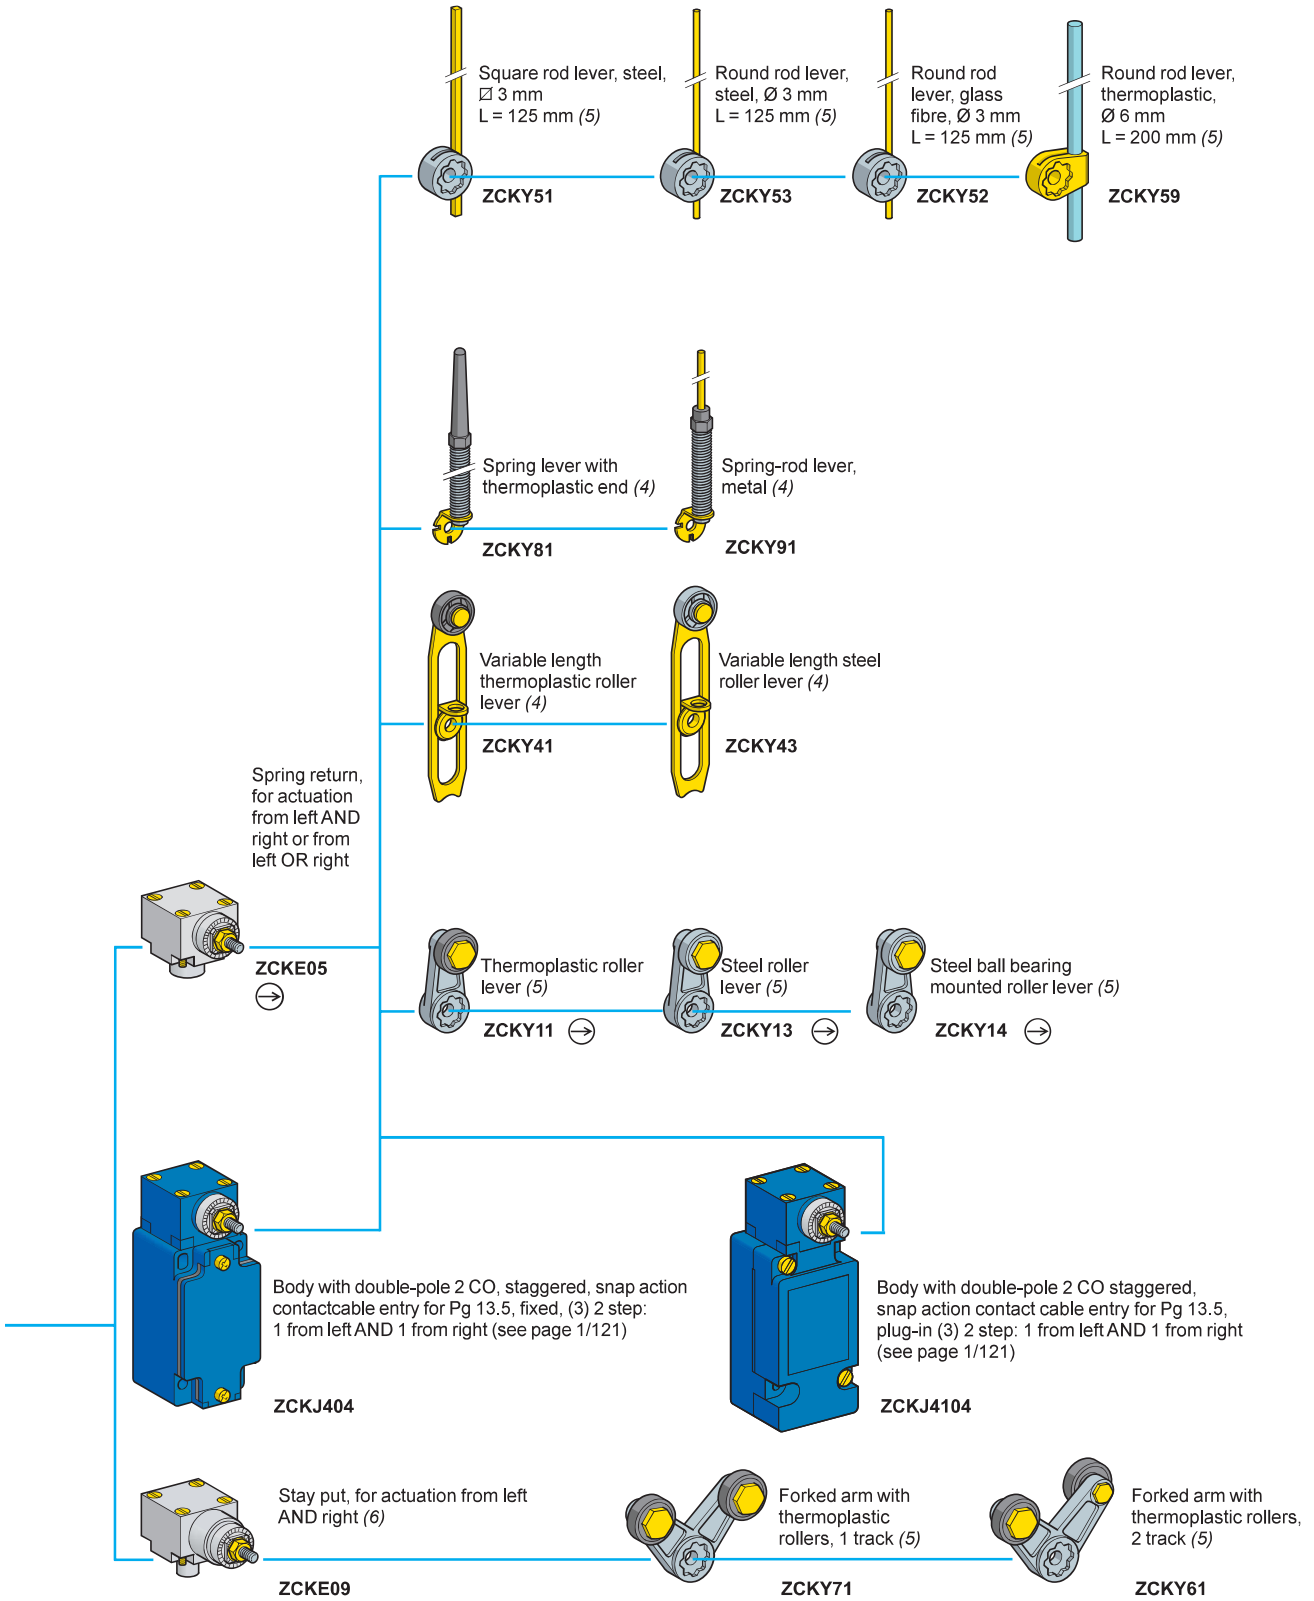 Square rod lever, steel,
⌀ 3 mm
L = 125 mm (5)
ZCKY51
Round rod lever,
steel, Ø 3 mm
L = 125 mm (5)
ZCKY53
Round rod
lever, glass
fibre, Ø 3 mm
L = 125 mm (5)
ZCKY52
Round rod lever,
thermoplastic,
Ø 6 mm
L = 200 mm (5)
ZCKY59
Spring lever with
thermoplastic end (4)
ZCKY81
Spring-rod lever,
metal (4)
ZCKY91
Variable length
thermoplastic roller
lever (4)
ZCKY41
Variable length steel
roller lever (4)
ZCKY43
Spring return,
for actuation
from left AND
right or from
left OR right
ZCKE05
Thermoplastic roller
lever (5)
ZCKY11
Steel roller
lever (5)
ZCKY13
Steel ball bearing
mounted roller lever (5)
ZCKY14
Body with double-pole 2 CO, staggered, snap action
contactcable entry for Pg 13.5, fixed, (3) 2 step:
1 from left AND 1 from right (see page 1/121)
ZCKJ404
Body with double-pole 2 CO staggered,
snap action contact cable entry for Pg 13.5,
plug-in (3) 2 step: 1 from left AND 1 from right
(see page 1/121)
ZCKJ4104
Stay put, for actuation from left
AND right (6)
ZCKE09
Forked arm with
thermoplastic
rollers, 1 track (5)
ZCKY71
Forked arm with
thermoplastic rollers,
2 track (5)
ZCKY61